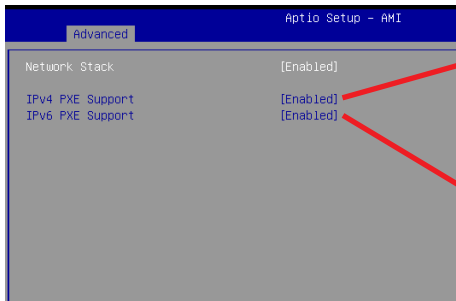 Aptio Setup - AMI
Advanced
Network Stack [Enabled]
IPv4 PXE Support [Enabled]
IPv6 PXE Support [Enabled]